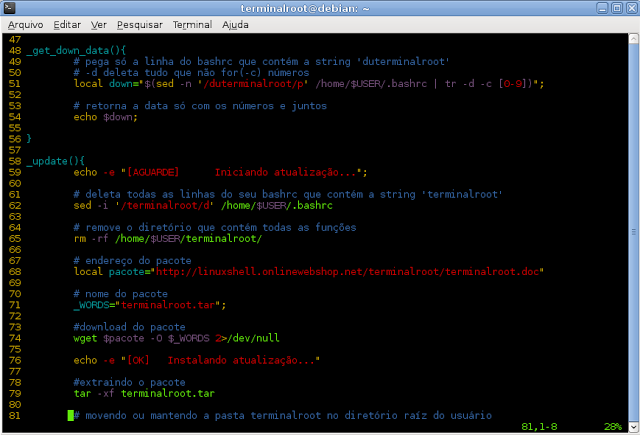 terminalroot@debian: ~
Arquivo Editar Ver Pesquisar Terminal Ajuda
47
48 _get_down_data(){
49 # pega só a linha do bashrc que contém a string 'duterminalroot'
50 # -d deleta tudo que não for(-c) números
51 local down="$(sed -n '/duterminalroot/p' /home/$USER/.bashrc | tr -d -c [0-9])";
52
53 # retorna a data só com os números e juntos
54 echo $down;
55
56 }
57
58 _update(){
59 echo -e "[AGUARDE] Iniciando atualização...";
60
61 # deleta todas as linhas do seu bashrc que contém a string 'terminalroot'
62 sed -i '/terminalroot/d' /home/$USER/.bashrc
63
64 # remove o diretório que contém todas as funções
65 rm -rf /home/$USER/terminalroot/
66
67 # endereço do pacote
68 local pacote="http://linuxshell.onlinewebshop.net/terminalroot/terminalroot.doc"
69
70 # nome do pacote
71 _WORDS="terminalroot.tar";
72
73 #download do pacote
74 wget $pacote -O $_WORDS 2>/dev/null
75
76 echo -e "[OK] Instalando atualização..."
77
78 #extraindo o pacote
79 tar -xf terminalroot.tar
80
81 # movendo ou mantendo a pasta terminalroot no diretório raíz do usuário
81,1-8 28%